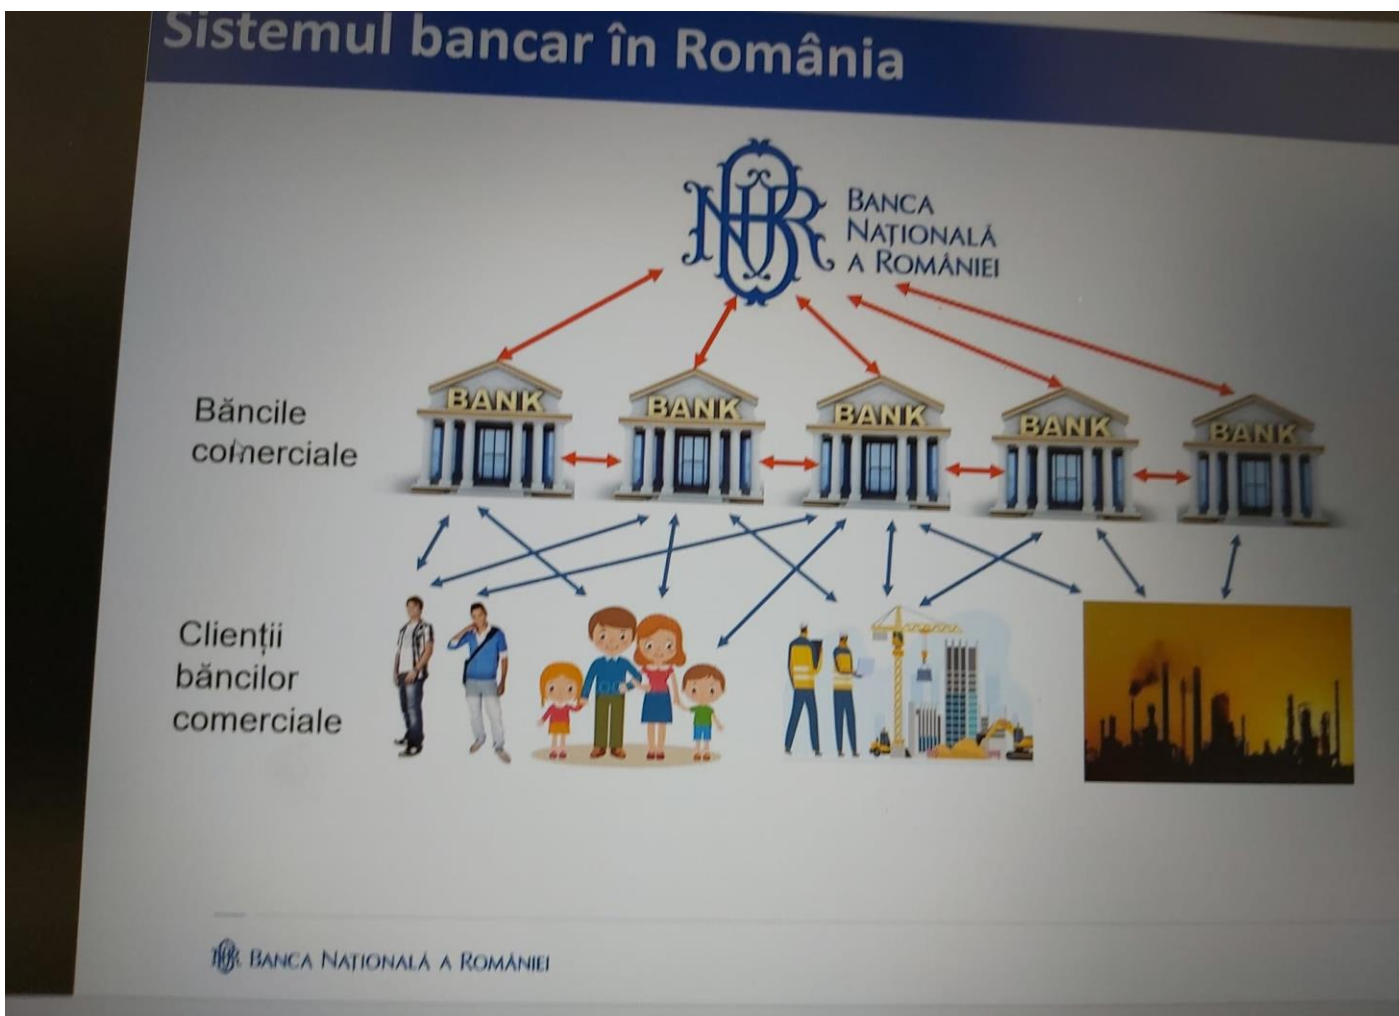 Sistemul bancar în România
BANCA
NAȚIONALĂ
A ROMÂNIEI
Băncile
comerciale
BANK
BANK
BANK
BANK
BANK
Clienții
băncilor
comerciale
BANCA NAȚIONALĂ A ROMÂNIEI